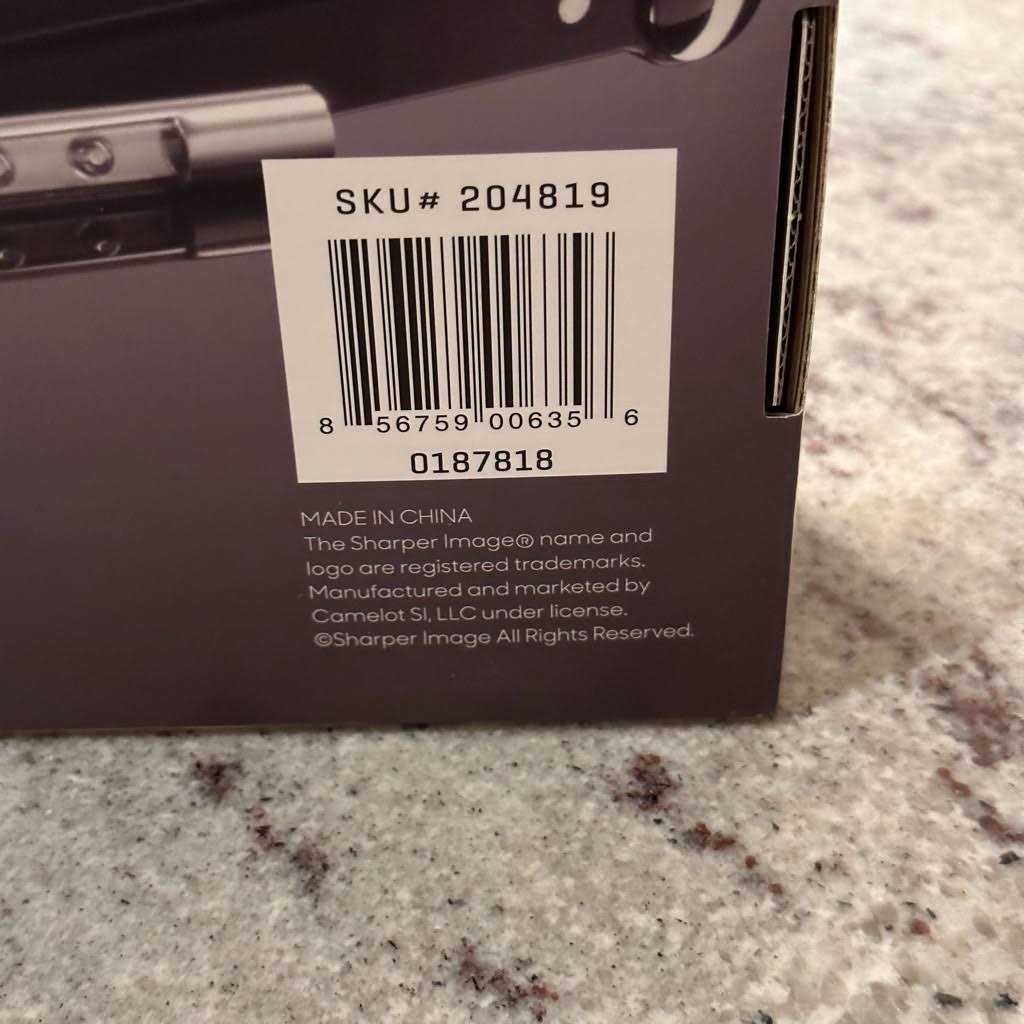 SKU# 204819
8 56759 00635 6
0187818
MADE IN CHINA
The Sharper Image® name and
logo are registered trademarks.
Manufactured and marketed by
Camelot SI, LLC under license.
©Sharper Image All Rights Reserved.